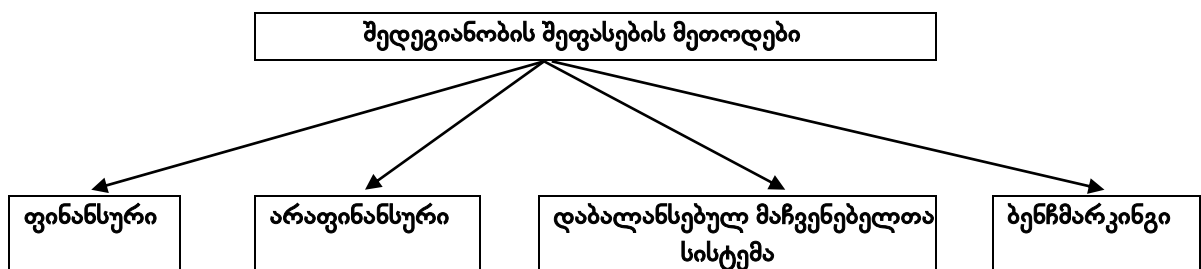 შედეგიანობის შეფასების მეთოდები
ფინანსური
არაფინანსური
დაბალანსებულ მაჩვენებელთა
სისტემა
ბენჩმარკინგი